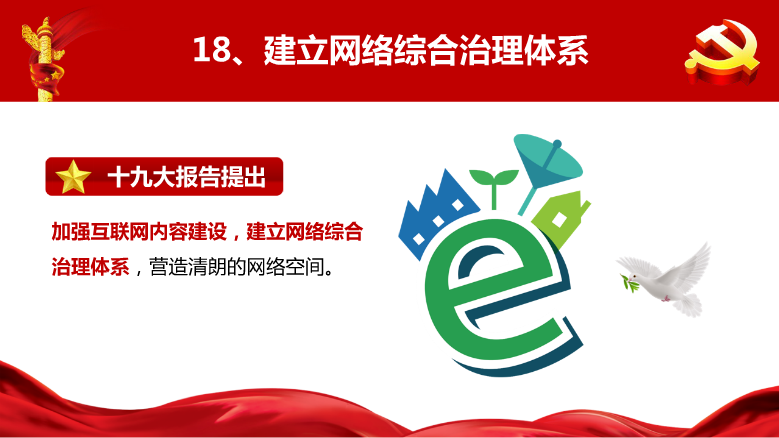 18、建立网络综合治理体系
十九大报告提出
加强互联网内容建设，建立网络综合
治理体系，营造清朗的网络空间。
e